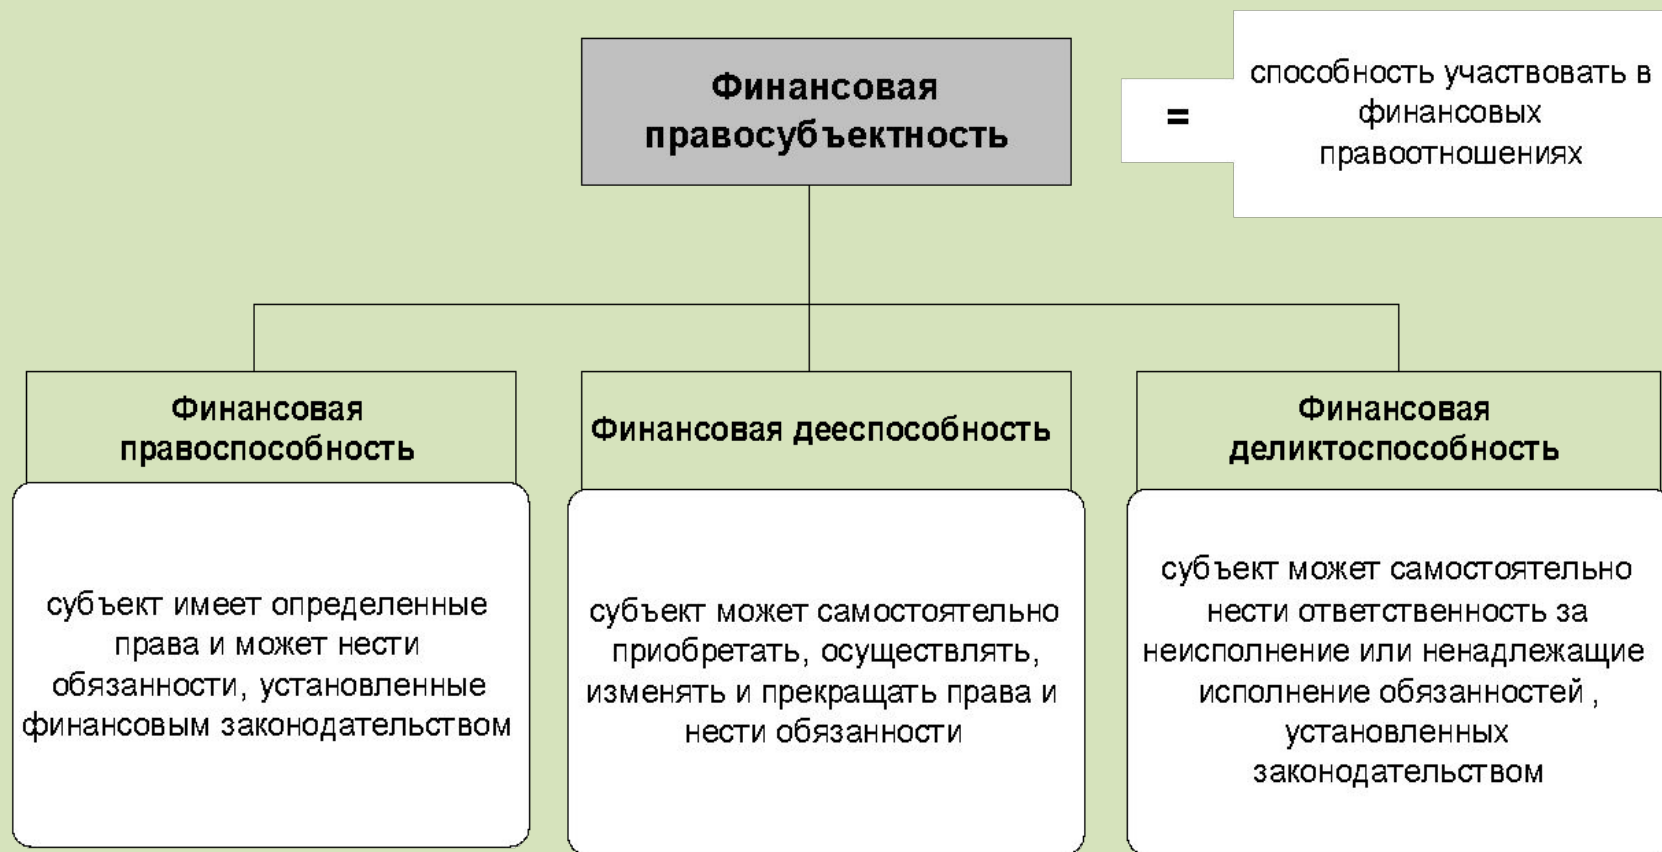 Финансовая
правосубъектность
=
способность участвовать в
финансовых
правоотношениях
Финансовая
правоспособность
субъект имеет определенные
права и может нести
обязанности, установленные
финансовым законодательством
Финансовая дееспособность
субъект может самостоятельно
приобретать, осуществлять,
изменять и прекращать права и
нести обязанности
Финансовая
деликтоспособность
субъект может самостоятельно
нести ответственность за
неисполнение или ненадлежащие
исполнение обязанностей ,
установленных
законодательством